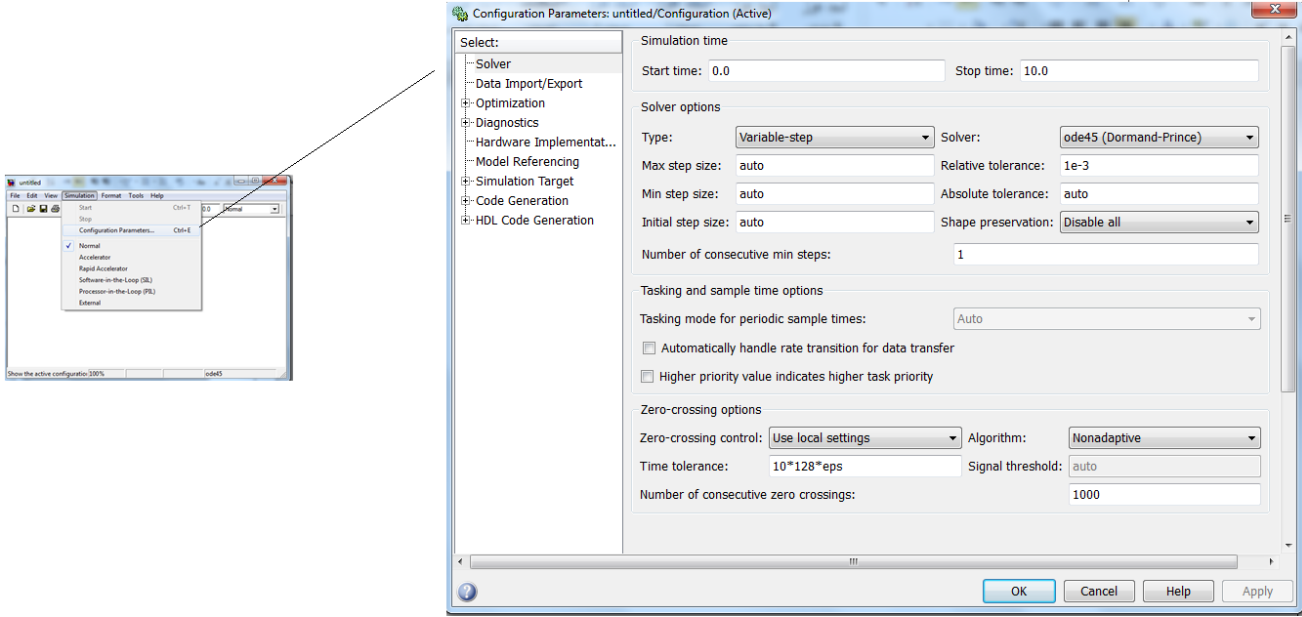 untitled
File Edit View Simulation Format Tools Help
Start Ctrl+T
Stop
Configuration Parameters... Ctrl+E
Normal
Accelerator
Rapid Accelerator
Software-in-the-Loop (SIL)
Processor-in-the-Loop (PIL)
External
0.0 Normal
Show the active configuratio 100% ode45
Configuration Parameters: untitled/Configuration (Active)
Select:
Solver
Data Import/Export
Optimization
Diagnostics
Hardware Implementat...
Model Referencing
Simulation Target
Code Generation
HDL Code Generation
Simulation time
Start time: 0.0 Stop time: 10.0
Solver options
Type: Variable-step Solver: ode45 (Dormand-Prince)
Max step size: auto Relative tolerance: 1e-3
Min step size: auto Absolute tolerance: auto
Initial step size: auto Shape preservation: Disable all
Number of consecutive min steps: 1
Tasking and sample time options
Tasking mode for periodic sample times: Auto
Automatically handle rate transition for data transfer
Higher priority value indicates higher task priority
Zero-crossing options
Zero-crossing control: Use local settings Algorithm: Nonadaptive
Time tolerance: 10*128*eps Signal threshold: auto
Number of consecutive zero crossings: 1000
OK Cancel Help Apply